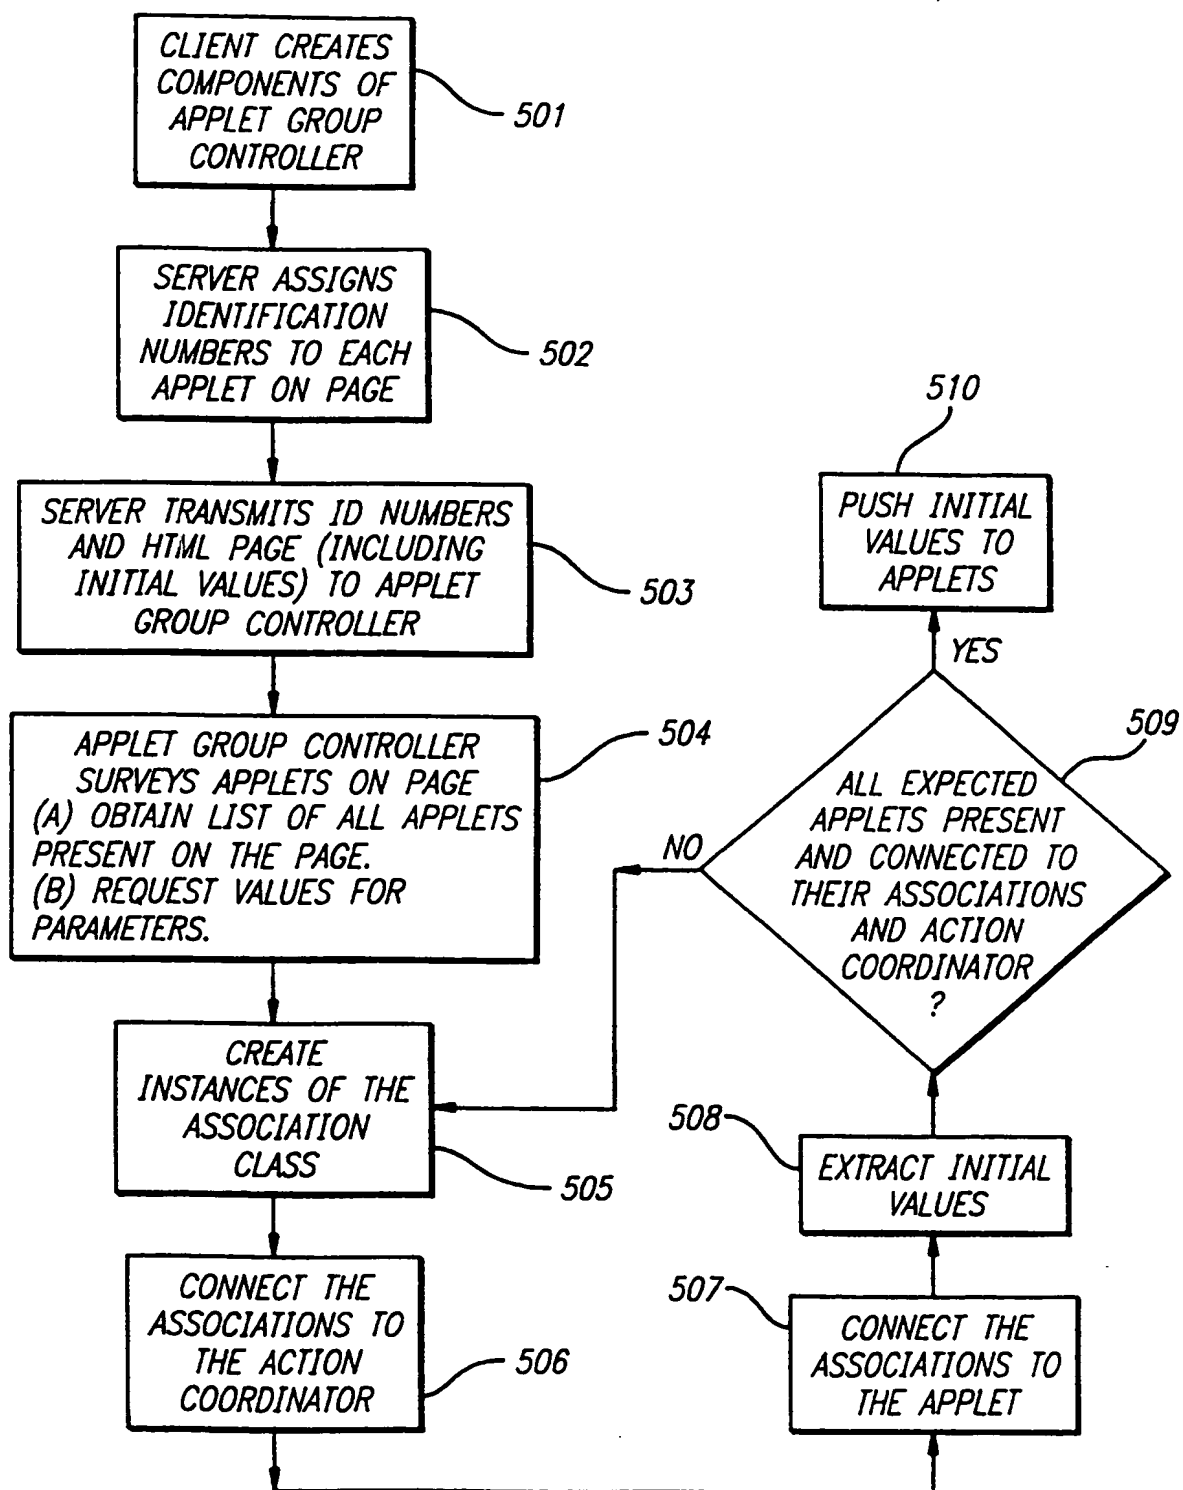 CLIENT CREATES
COMPONENTS OF
APPLET GROUP
CONTROLLER
501
SERVER ASSIGNS
IDENTIFICATION
NUMBERS TO EACH
APPLET ON PAGE
502
SERVER TRANSMITS ID NUMBERS
AND HTML PAGE (INCLUDING
INITIAL VALUES) TO APPLET
GROUP CONTROLLER
503
APPLET GROUP CONTROLLER
SURVEYS APPLETS ON PAGE
(A) OBTAIN LIST OF ALL APPLETS
PRESENT ON THE PAGE.
(B) REQUEST VALUES FOR
PARAMETERS.
504
CREATE
INSTANCES OF THE
ASSOCIATION
CLASS
505
CONNECT THE
ASSOCIATIONS TO
THE ACTION
COORDINATOR
506
507
CONNECT THE
ASSOCIATIONS TO
THE APPLET
508
EXTRACT INITIAL
VALUES
509
ALL EXPECTED
APPLETS PRESENT
AND CONNECTED TO
THEIR ASSOCIATIONS
AND ACTION
COORDINATOR
?
NO
YES
510
PUSH INITIAL
VALUES TO
APPLETS